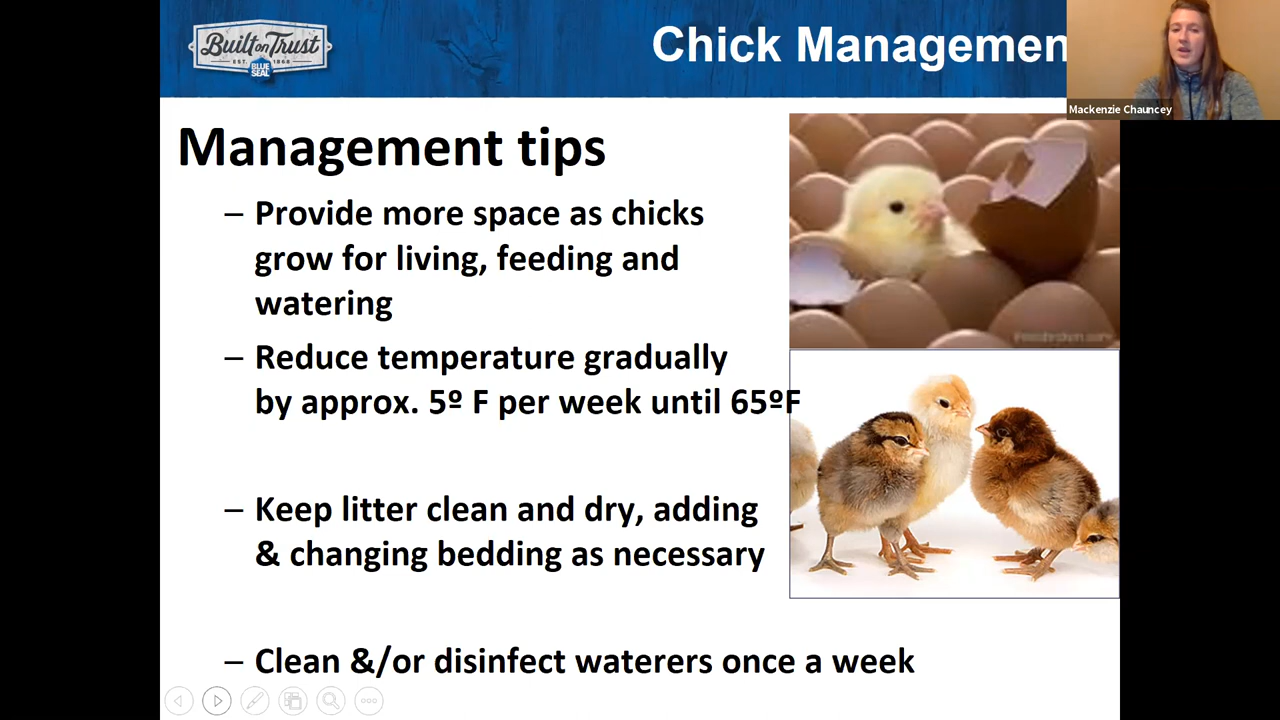 Built on Trust
EST. 1868
BLUE
SEAL
Chick Managemen
Mackenzie Chauncey
Management tips
– Provide more space as chicks
grow for living, feeding and
watering
– Reduce temperature gradually
by approx. 5º F per week until 65ºF
– Keep litter clean and dry, adding
& changing bedding as necessary
– Clean &/or disinfect waterers once a week